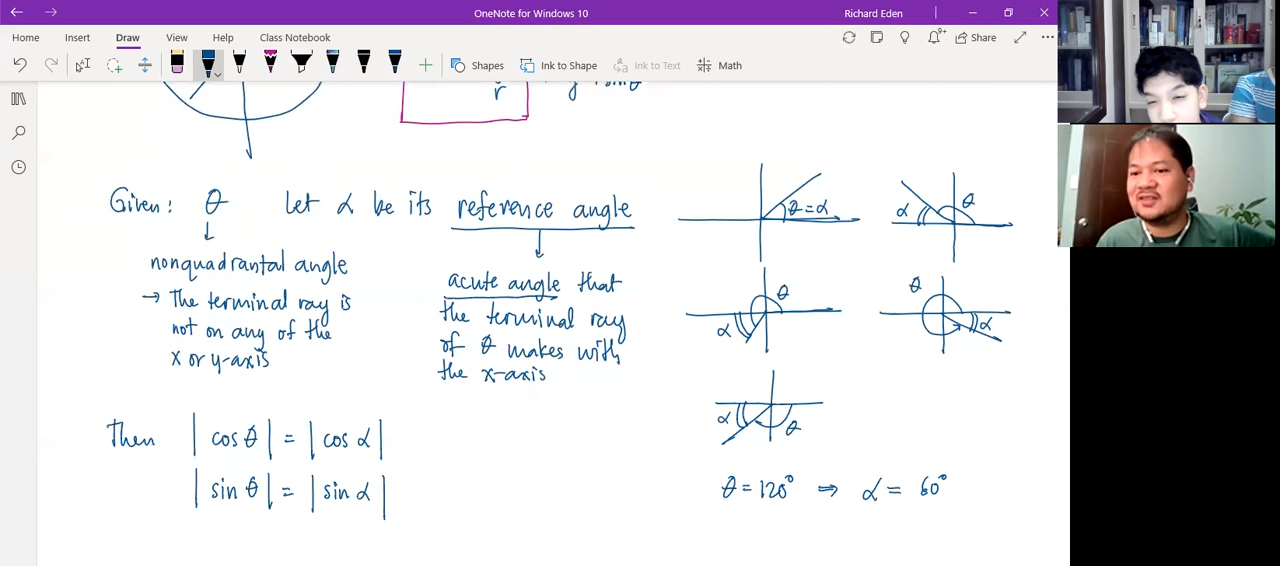 OneNote for Windows 10
Richard Eden
Home Insert Draw View Help Class Notebook
Share
Shapes Ink to Shape Ink to Text Math
r
Given: θ Let α be its reference angle
nonquadrantal angle
→ The terminal ray is
not on any of the
x or y-axis
acute angle that
the terminal ray
of θ makes with
the x-axis
θ=α
α θ
α θ
θ α
α θ
Then |cos θ| = |cos α|
|sin θ| = |sin α|
θ = 120° ⇒ α = 60°